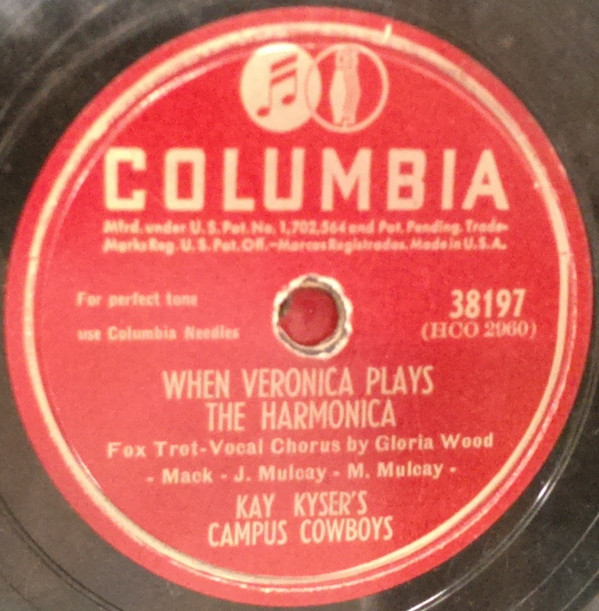 COLUMBIA
Mfrd. under U.S. Pat. No. 1,702,564 and Pat. Pending. Trade-
Marks Reg. U.S. Pat. Off.-Marcas Registradas. Made in U.S.A.
For perfect tone
use Columbia Needles
38197
(HCO 2960)
WHEN VERONICA PLAYS
THE HARMONICA
Fox Trot-Vocal Chorus by Gloria Wood
- Mack - J. Mulcay - M. Mulcay -
KAY KYSER'S
CAMPUS COWBOYS